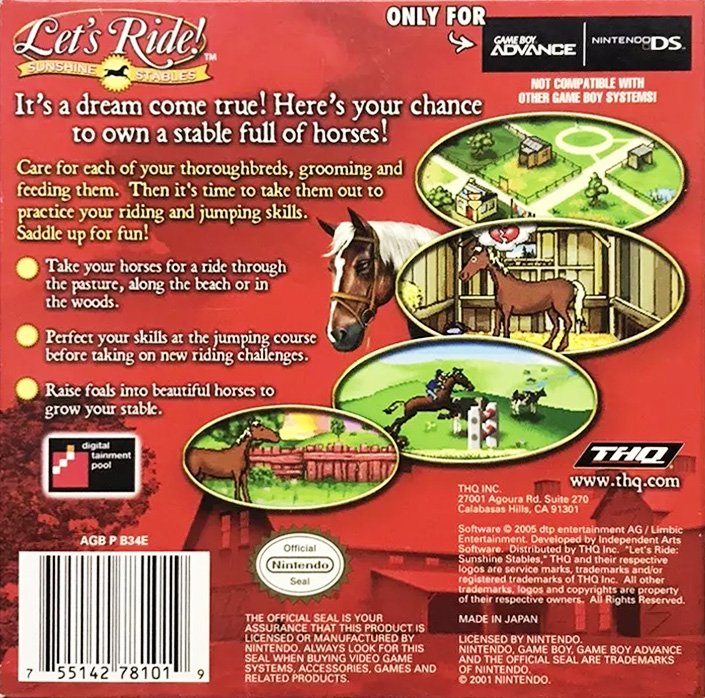 Let's Ride!™
SUNSHINE STABLES
ONLY FOR
GAME BOY
ADVANCE
NINTENDO DS™
NOT COMPATIBLE WITH
OTHER GAME BOY SYSTEMS!
It's a dream come true! Here's your chance
to own a stable full of horses!
Care for each of your thoroughbreds, grooming and
feeding them. Then it's time to take them out to
practice your riding and jumping skills.
Saddle up for fun!
Take your horses for a ride through
the pasture, along the beach or in
the woods.
Perfect your skills at the jumping course
before taking on new riding challenges.
Raise foals into beautiful horses to
grow your stable.
digital
tainment
pool
AGB P B34E
7 55142 78101 9
Official
Nintendo
Seal
THE OFFICIAL SEAL IS YOUR
ASSURANCE THAT THIS PRODUCT IS
LICENSED OR MANUFACTURED BY
NINTENDO. ALWAYS LOOK FOR THIS
SEAL WHEN BUYING VIDEO GAME
SYSTEMS, ACCESSORIES, GAMES AND
RELATED PRODUCTS.
THQ
www.thq.com
THQ INC.
27001 Agoura Rd. Suite 270
Calabasas Hills, CA 91301
Software © 2005 dtp entertainment AG / Limbic
Entertainment. Developed by Independent Arts
Software. Distributed by THQ Inc. "Let's Ride:
Sunshine Stables," THQ and their respective
logos are service marks, trademarks and/or
registered trademarks of THQ Inc. All other
trademarks, logos and copyrights are property
of their respective owners. All Rights Reserved.
MADE IN JAPAN
LICENSED BY NINTENDO.
NINTENDO, GAME BOY, GAME BOY ADVANCE
AND THE OFFICIAL SEAL ARE TRADEMARKS
OF NINTENDO.
© 2001 NINTENDO.